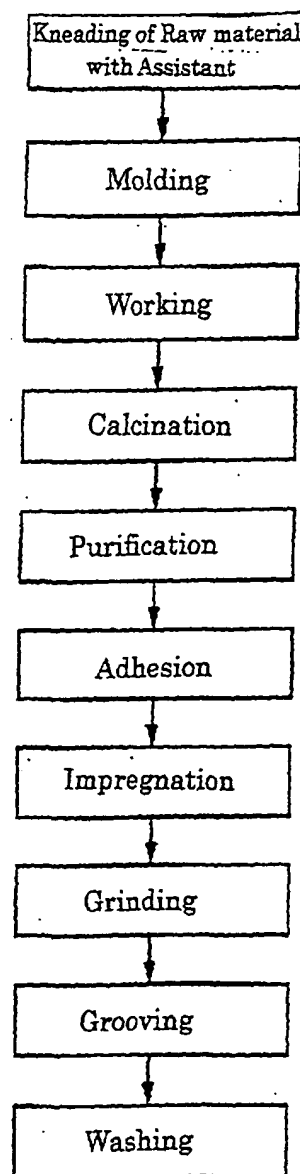 Kneading of Raw material
with Assistant
Molding
Working
Calcination
Purification
Adhesion
Impregnation
Grinding
Grooving
Washing